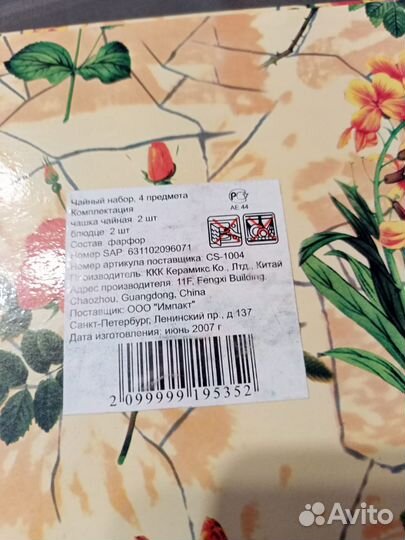 Чайный набор. 4 предмета
Комплектация
чашка чайная 2 шт
блюдце 2 шт
Состав фарфор
Номер SAP 631102096071
Номер артикула поставщика CS-1004
Производитель: ККК Керамикс Ко., Лтд., Китай
Адрес производителя: 11F, Fengxi Building.
Chaozhou, Guangdong, China
Поставщик: ООО "Импакт"
Санкт-Петербург, Ленинский пр., д 137.
Дата изготовления: июнь 2007 г
АЕ 44
2 099999 195352
Avito